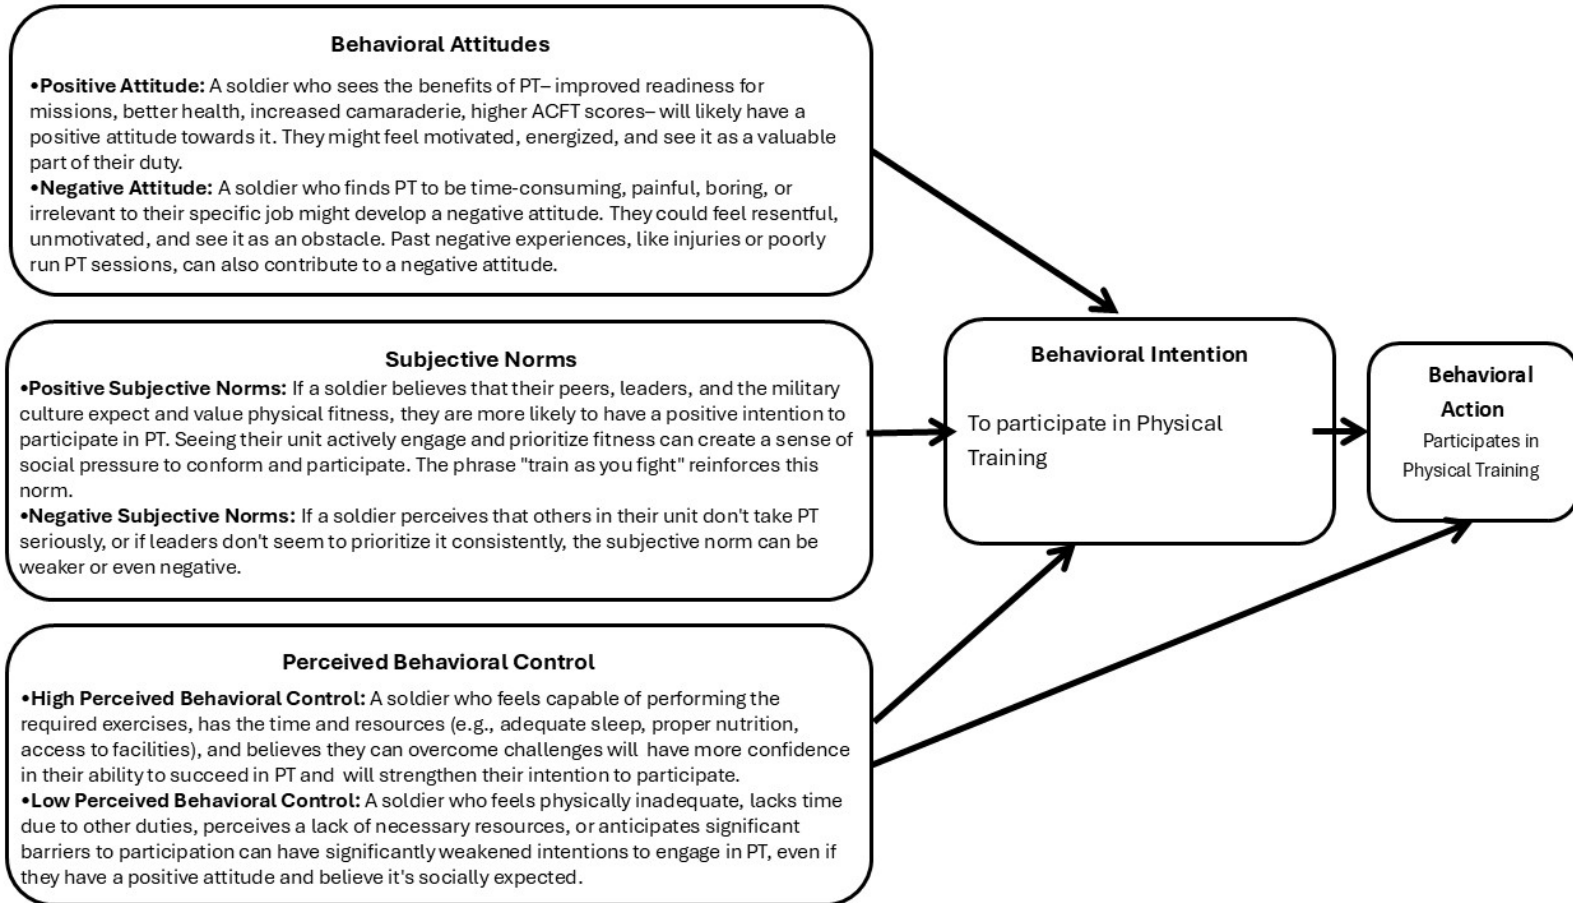 Behavioral Attitudes
•Positive Attitude: A soldier who sees the benefits of PT– improved readiness for
missions, better health, increased camaraderie, higher ACFT scores– will likely have a
positive attitude towards it. They might feel motivated, energized, and see it as a valuable
part of their duty.
•Negative Attitude: A soldier who finds PT to be time-consuming, painful, boring, or
irrelevant to their specific job might develop a negative attitude. They could feel resentful,
unmotivated, and see it as an obstacle. Past negative experiences, like injuries or poorly
run PT sessions, can also contribute to a negative attitude.
Subjective Norms
•Positive Subjective Norms: If a soldier believes that their peers, leaders, and the military
culture expect and value physical fitness, they are more likely to have a positive intention to
participate in PT. Seeing their unit actively engage and prioritize fitness can create a sense of
social pressure to conform and participate. The phrase "train as you fight" reinforces this
norm.
•Negative Subjective Norms: If a soldier perceives that others in their unit don't take PT
seriously, or if leaders don't seem to prioritize it consistently, the subjective norm can be
weaker or even negative.
Perceived Behavioral Control
•High Perceived Behavioral Control: A soldier who feels capable of performing the
required exercises, has the time and resources (e.g., adequate sleep, proper nutrition,
access to facilities), and believes they can overcome challenges will have more confidence
in their ability to succeed in PT and will strengthen their intention to participate.
•Low Perceived Behavioral Control: A soldier who feels physically inadequate, lacks time
due to other duties, perceives a lack of necessary resources, or anticipates significant
barriers to participation can have significantly weakened intentions to engage in PT, even if
they have a positive attitude and believe it's socially expected.
Behavioral Intention
To participate in Physical
Training
Behavioral
Action
Participates in
Physical Training